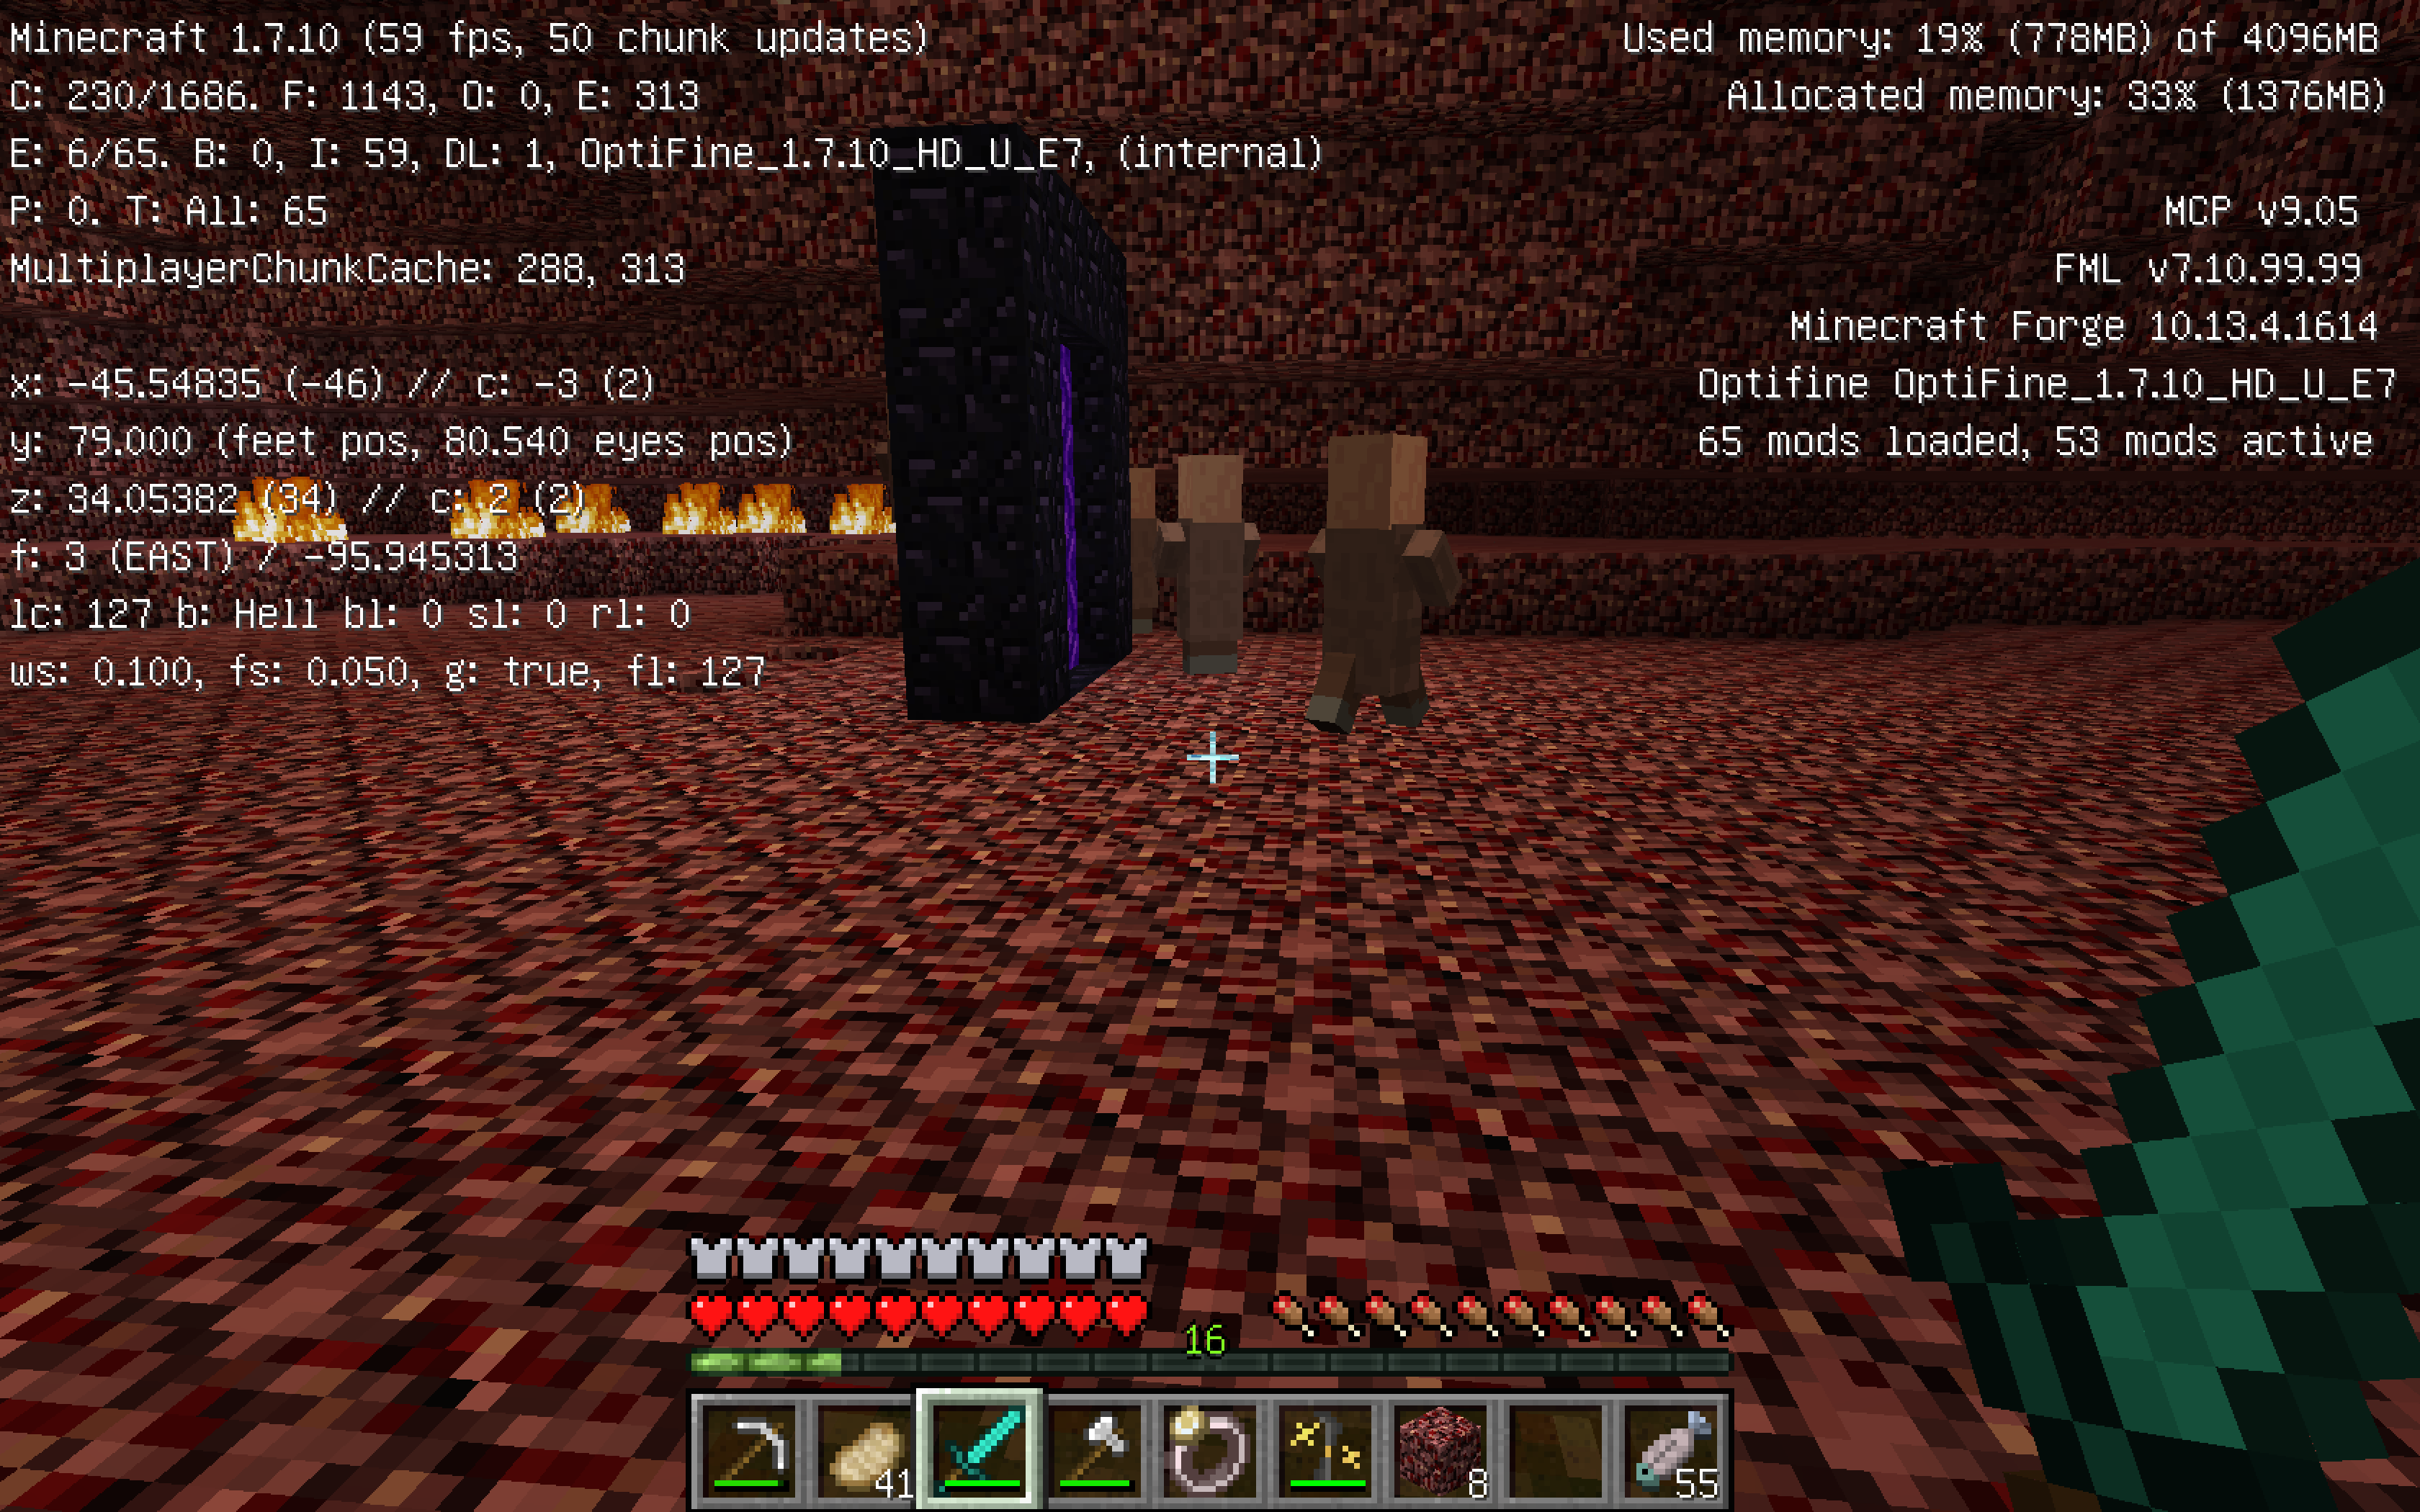 Minecraft 1.7.10 (59 fps, 50 chunk updates)
C: 230/1686. F: 1143, O: 0, E: 313
E: 6/65. B: 0, I: 59, DL: 1, OptiFine_1.7.10_HD_U_E7, (internal)
P: 0. T: All: 65
MultiplayerChunkCache: 288, 313
x: -45.54835 (-46) // c: -3 (2)
y: 79.000 (feet pos, 80.540 eyes pos)
z: 34.05382 (34) // c: 2 (2)
f: 3 (EAST) / -95.945313
lc: 127 b: Hell bl: 0 sl: 0 rl: 0
ws: 0.100, fs: 0.050, g: true, fl: 127
Used memory: 19% (778MB) of 4096MB
Allocated memory: 33% (1376MB)
MCP v9.05
FML v7.10.99.99
Minecraft Forge 10.13.4.1614
Optifine OptiFine_1.7.10_HD_U_E7
65 mods loaded, 53 mods active
16
41
8
55